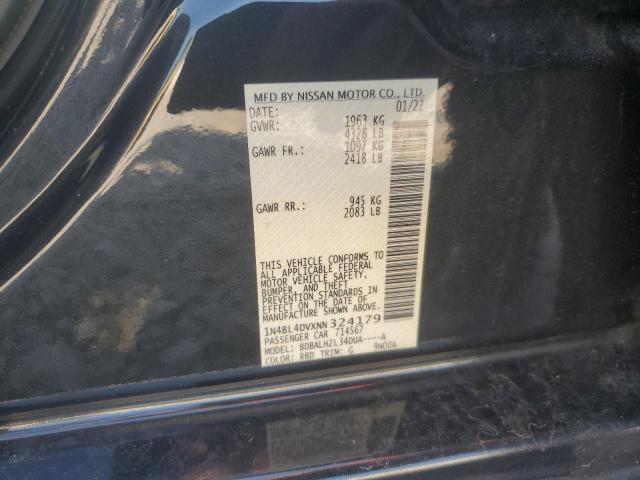 MFD BY NISSAN MOTOR CO., LTD.
DATE: 01/22
GVWR: 1963 KG
4328 LB
GAWR FR.: 1097 KG
2418 LB
GAWR RR.: 945 KG
2083 LB
THIS VEHICLE CONFORMS TO
ALL APPLICABLE FEDERAL
MOTOR VEHICLE SAFETY,
BUMPER, AND THEFT
PREVENTION STANDARDS IN
EFFECT ON THE DATE OF
MANUFACTURE SHOWN ABOVE.
1N4BL4DVXNN324179
PASSENGER CAR 714567
MODEL: BDBALHZL34DUA----A
COLOR: RBD TRIM: G 9N00A